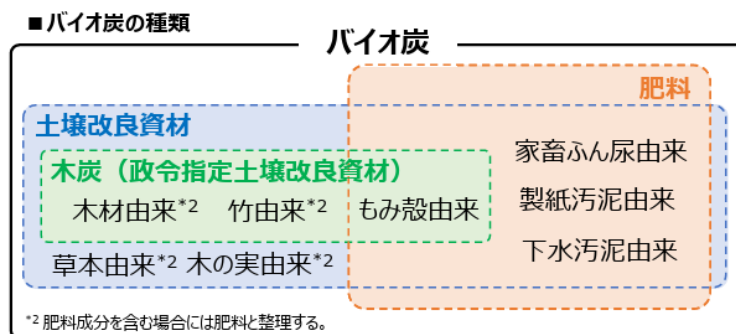 ■バイオ炭の種類
バイオ炭
肥料
土壌改良資材
家畜ふん尿由来
木炭（政令指定土壌改良資材）
木材由来*2 竹由来*2 もみ殻由来
製紙汚泥由来
草本由来*2 木の実由来*2
下水汚泥由来
*2 肥料成分を含む場合には肥料と整理する。